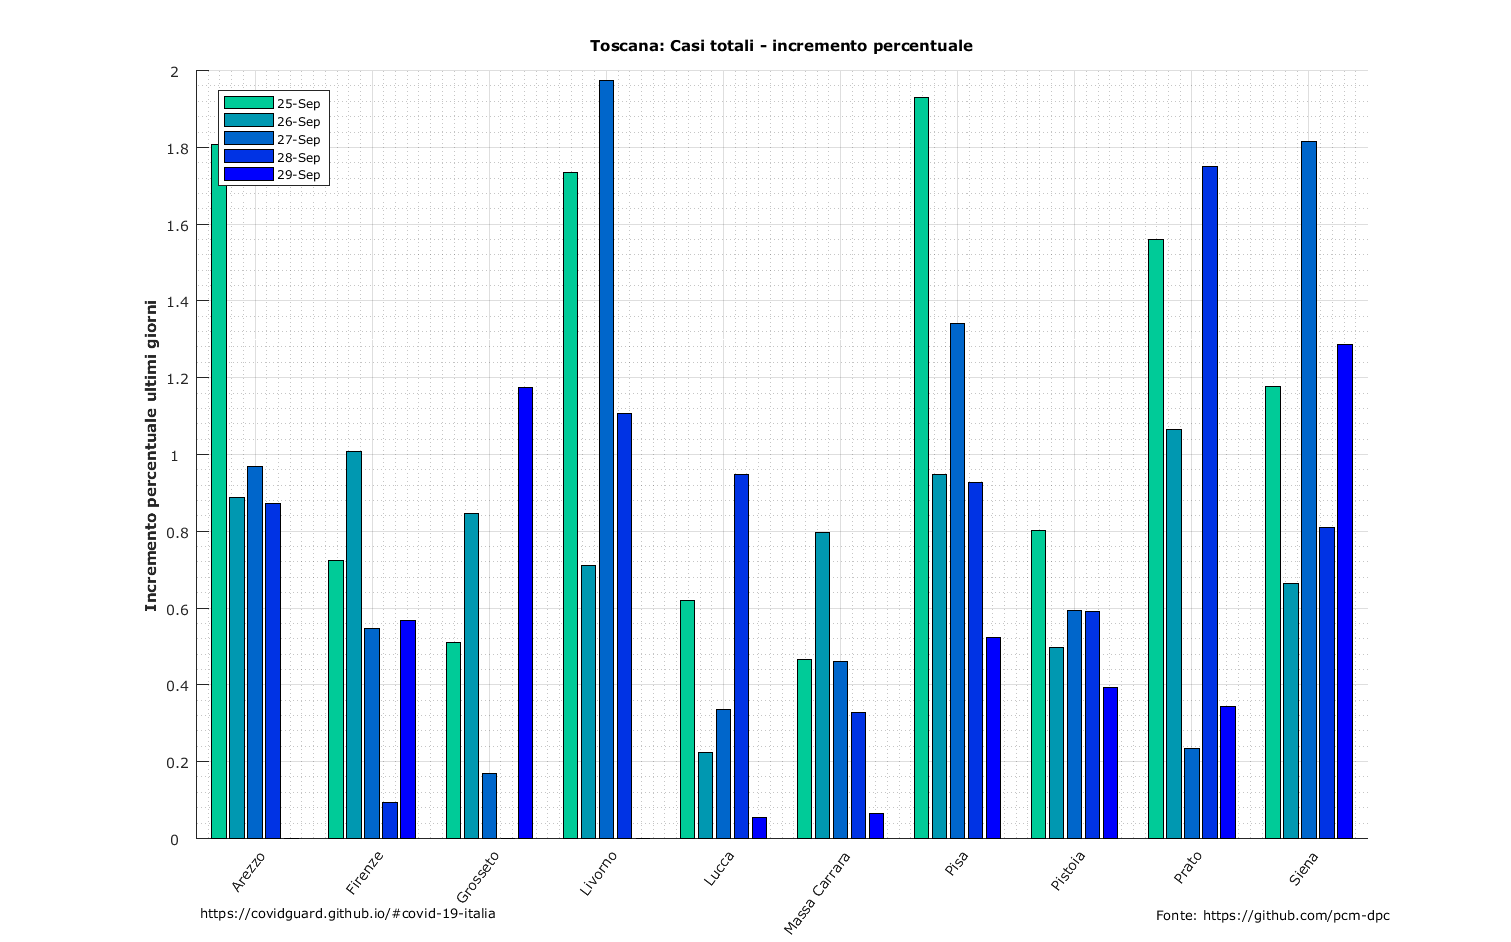 Toscana: Casi totali - incremento percentuale
Incremento percentuale ultimi giorni
2
1.8
1.6
1.4
1.2
1
0.8
0.6
0.4
0.2
0
25-Sep
26-Sep
27-Sep
28-Sep
29-Sep
Arezzo
Firenze
Grosseto
Livorno
Lucca
Massa Carrara
Pisa
Pistoia
Prato
Siena
https://covidguard.github.io/#covid-19-italia
Fonte: https://github.com/pcm-dpc